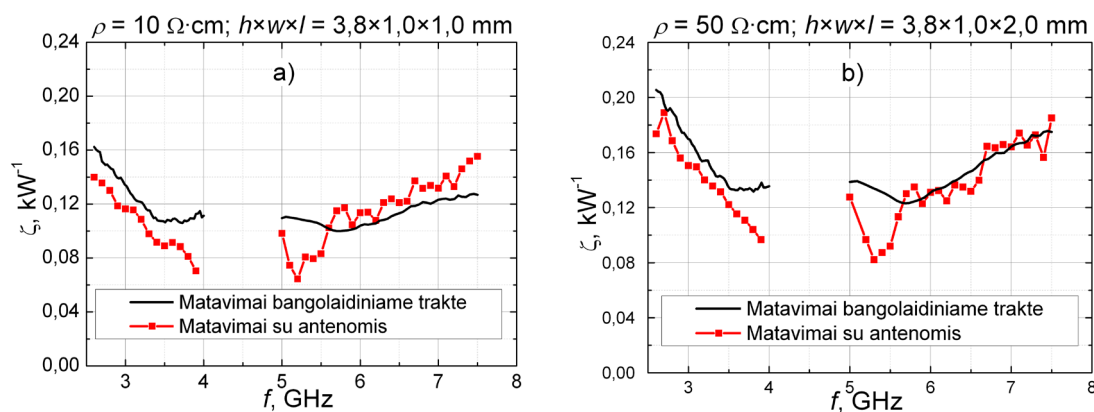 ρ = 10 Ω·cm; h×w×l = 3,8×1,0×1,0 mm
a)
ζ, kW⁻¹
0,24
0,20
0,16
0,12
0,08
0,04
0,00
Matavimai bangolaidiniame trakte
Matavimai su antenomis
3 4 5 6 7 8
f, GHz
ρ = 50 Ω·cm; h×w×l = 3,8×1,0×2,0 mm
b)
ζ, kW⁻¹
0,24
0,20
0,16
0,12
0,08
0,04
0,00
Matavimai bangolaidiniame trakte
Matavimai su antenomis
3 4 5 6 7 8
f, GHz